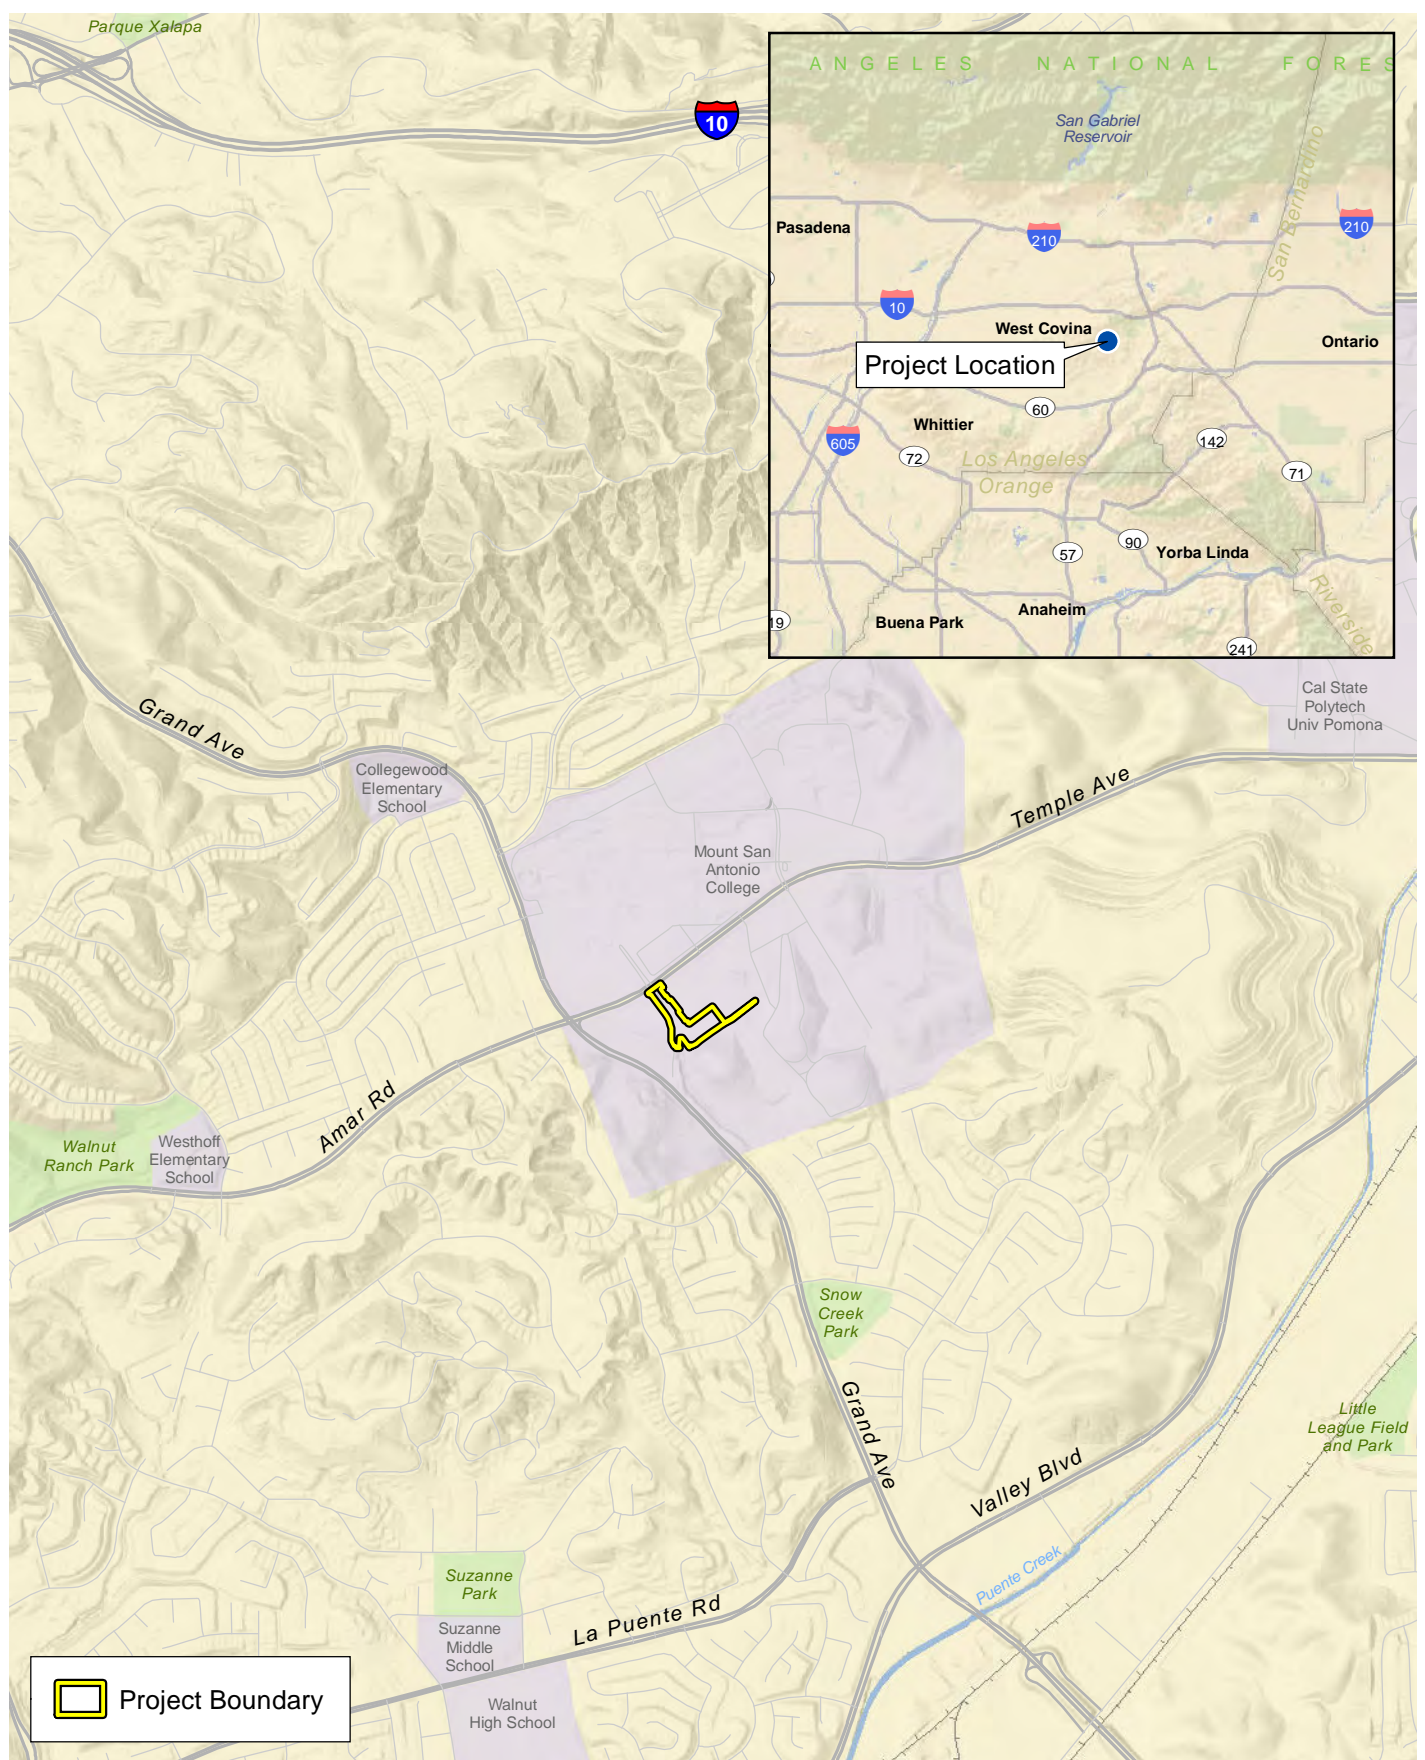 Parque Xalapa
10
ANGELES NATIONAL FORES
San Gabriel
Reservoir
San Bernardino
Pasadena
210
210
10
West Covina
Ontario
Project Location
60
Whittier
142
605
72
Los Angeles
Orange
71
90
57
Yorba Linda
Anaheim
Riverside
19
Buena Park
241
Cal State
Polytech
Univ Pomona
Grand Ave
Collegewood
Elementary
School
Temple Ave
Mount San
Antonio
College
Amar Rd
Walnut
Ranch Park
Westhoff
Elementary
School
Snow
Creek
Park
Grand Ave
Little
League Field
and Park
Valley Blvd
Puente Creek
Suzanne
Park
La Puente Rd
Suzanne
Middle
School
Walnut
High School
Project Boundary